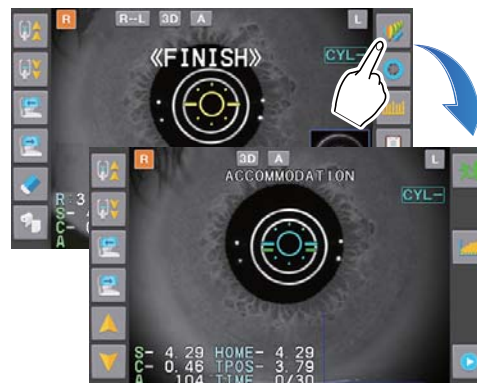 R R--L 3D A L
《FINISH》
CYL-
R:3
S-
C-
A
R 3D A L
ACCOMMODATION
CYL-
S- 4.29 HOME- 4.29
C- 0.46 TPOS- 3.79
A 104 TIME 0/30